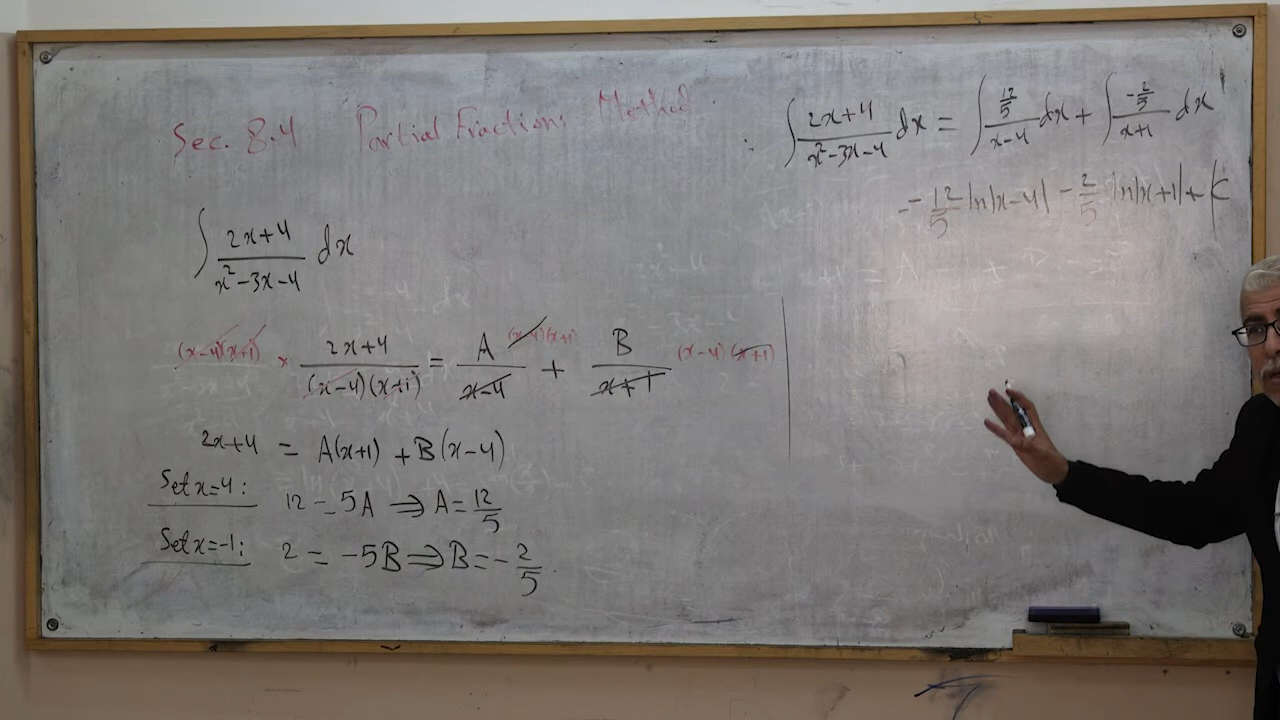 Sec. 8.4 Partial Fractions Method
∫ (2x+4)/(x²-3x-4) dx
(x-4)(x+1) × (2x+4)/((x-4)(x+1)) = A/(x-4) (x-4)(x+1) + B/(x+1) (x-4)(x+1)
2x+4 = A(x+1) + B(x-4)
Set x=4: 12 = 5A ⇒ A = 12/5
Set x=-1: 2 = -5B ⇒ B = -2/5
∴ ∫ (2x+4)/(x²-3x-4) dx = ∫ (12/5)/(x-4) dx + ∫ (-2/5)/(x+1) dx
= 12/5 ln|x-4| - 2/5 ln|x+1| + C